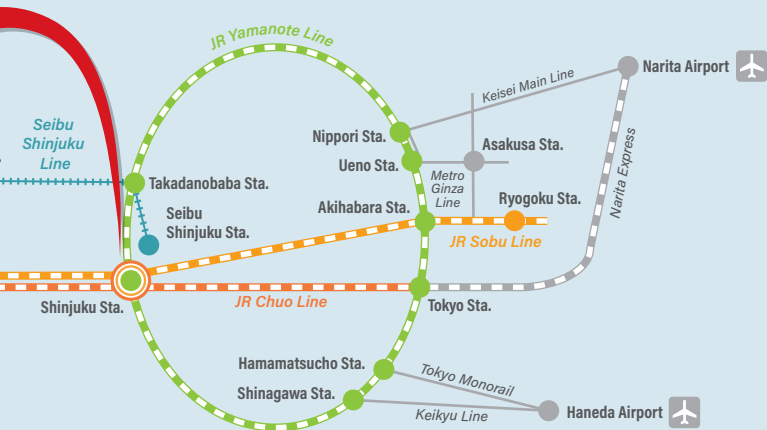 JR Yamanote Line
Keisei Main Line
Narita Airport
Seibu
Shinjuku
Line
Nippori Sta.
Asakusa Sta.
Ueno Sta.
Metro
Ginza
Line
Narita Express
Takadanobaba Sta.
Ryogoku Sta.
Akihabara Sta.
Seibu
Shinjuku Sta.
JR Sobu Line
JR Chuo Line
Shinjuku Sta.
Tokyo Sta.
Hamamatsucho Sta.
Tokyo Monorail
Shinagawa Sta.
Keikyu Line
Haneda Airport